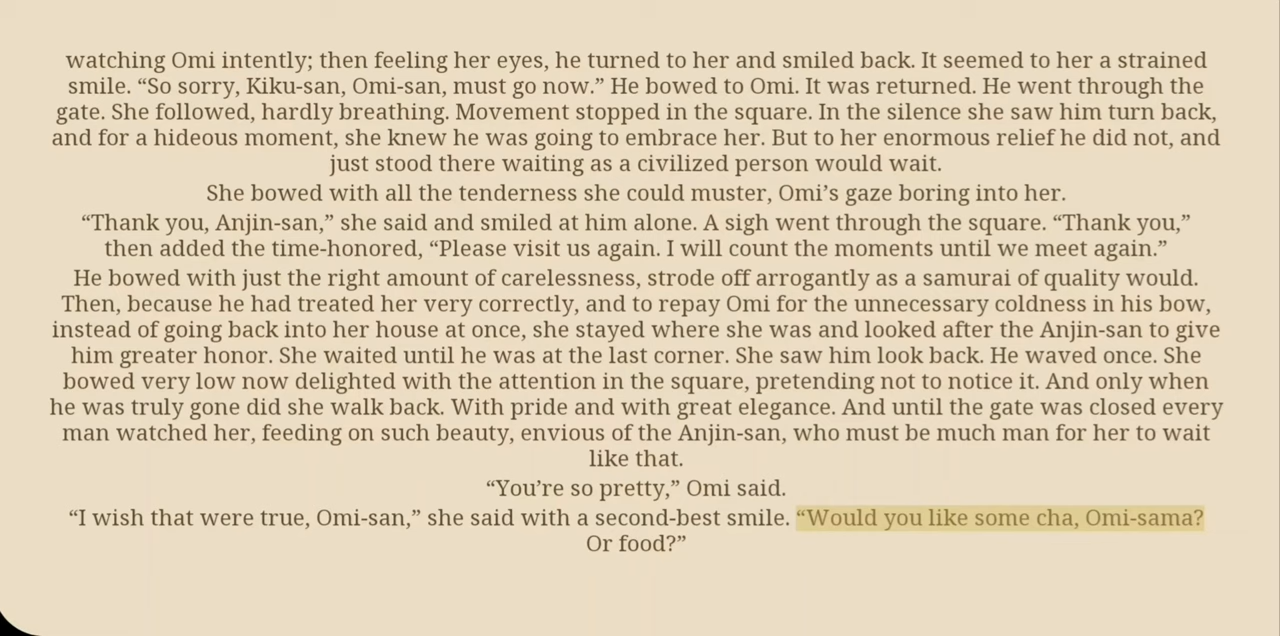 watching Omi intently; then feeling her eyes, he turned to her and smiled back. It seemed to her a strained
smile. “So sorry, Kiku-san, Omi-san, must go now.” He bowed to Omi. It was returned. He went through the
gate. She followed, hardly breathing. Movement stopped in the square. In the silence she saw him turn back,
and for a hideous moment, she knew he was going to embrace her. But to her enormous relief he did not, and
just stood there waiting as a civilized person would wait.
She bowed with all the tenderness she could muster, Omi’s gaze boring into her.
“Thank you, Anjin-san,” she said and smiled at him alone. A sigh went through the square. “Thank you,”
then added the time-honored, “Please visit us again. I will count the moments until we meet again.”
He bowed with just the right amount of carelessness, strode off arrogantly as a samurai of quality would.
Then, because he had treated her very correctly, and to repay Omi for the unnecessary coldness in his bow,
instead of going back into her house at once, she stayed where she was and looked after the Anjin-san to give
him greater honor. She waited until he was at the last corner. She saw him look back. He waved once. She
bowed very low now delighted with the attention in the square, pretending not to notice it. And only when
he was truly gone did she walk back. With pride and with great elegance. And until the gate was closed every
man watched her, feeding on such beauty, envious of the Anjin-san, who must be much man for her to wait
like that.
“You’re so pretty,” Omi said.
“I wish that were true, Omi-san,” she said with a second-best smile. “Would you like some cha, Omi-sama?
Or food?”